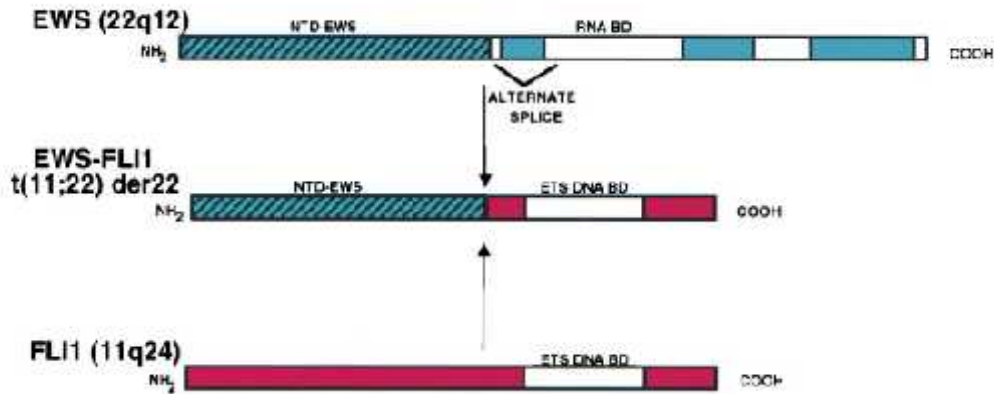 EWS (22q12)
NTD-EWS
RNA BD
NH2
COOH
ALTERNATE
SPLICE
EWS-FLI1
t(11;22) der22
NTD-EWS
ETS DNA BD
NH2
COOH
FLI1 (11q24)
ETS DNA BD
NH2
COOH